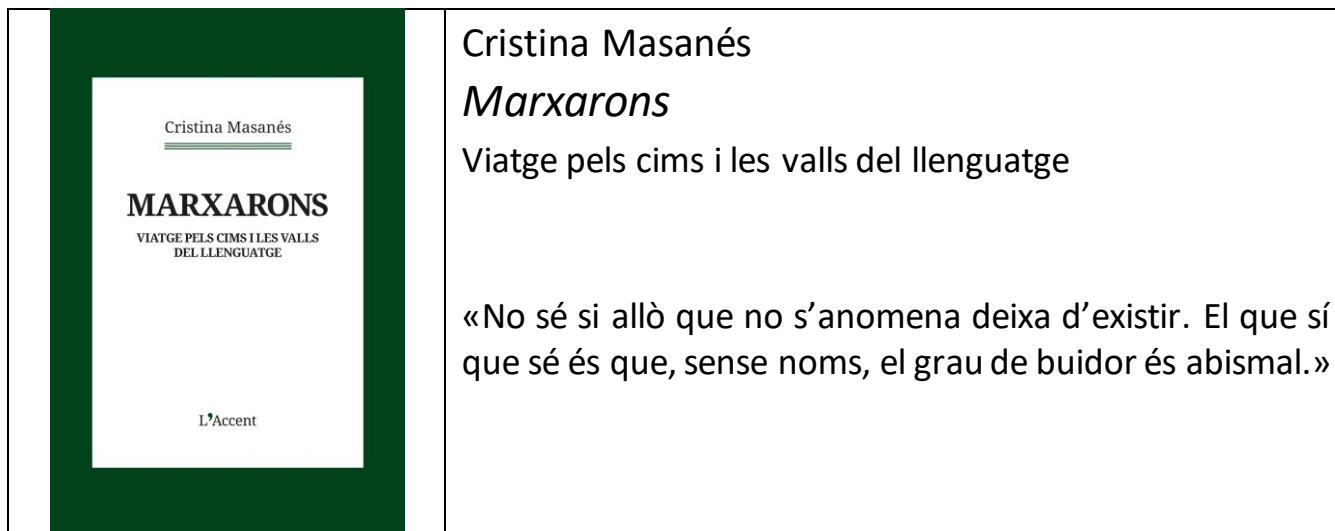 Cristina Masanés
MARXARONS
VIATGE PELS CIMS I LES VALLS
DEL LLENGUATGE
L'Accent
Cristina Masanés
Marxarons
Viatge pels cims i les valls del llenguatge
«No sé si allò que no s’anomena deixa d’existir. El que sí
que sé és que, sense noms, el grau de buidor és abismal.»